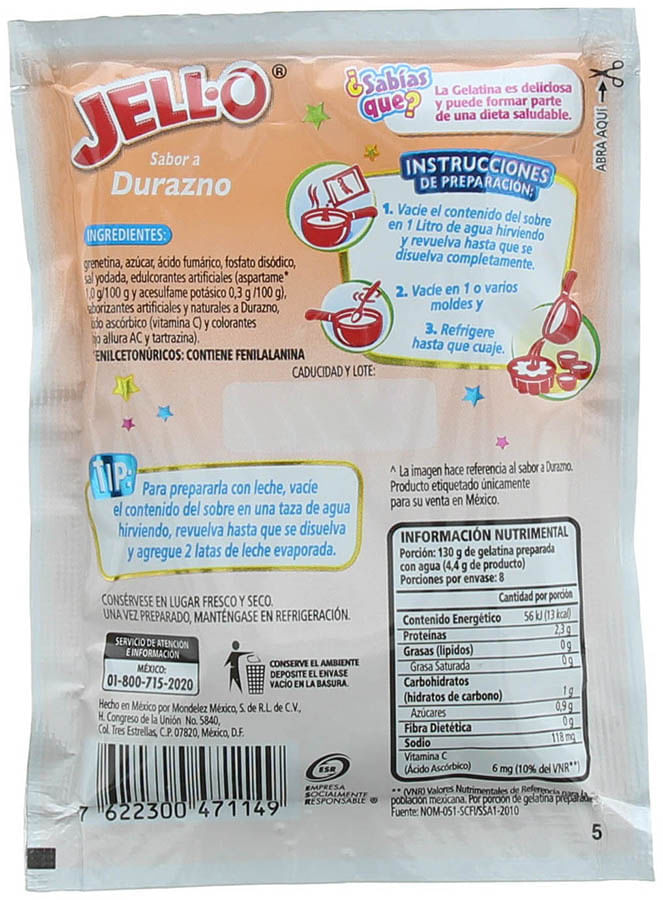 JELL-O®
Sabor a
Durazno
¿Sabías
que?
La Gelatina es deliciosa
y puede formar parte
de una dieta saludable.
ABRA AQUÍ
INSTRUCCIONES
DE PREPARACIÓN:
1. Vacíe el contenido del sobre
en 1 Litro de agua hirviendo
y revuelva hasta que se
disuelva completamente.
2. Vacíe en 1 o varios
moldes y
3. Refrigere
hasta que cuaje.
INGREDIENTES:
grenetina, azúcar, ácido fumárico, fosfato disódico,
sal yodada, edulcorantes artificiales (aspartame*
1,0 g/100 g y acesulfame potásico 0,3 g /100 g),
saborizantes artificiales y naturales a Durazno,
ascórbico (vitamina C) y colorantes
allura AC y tartrazina).
FENILCETONÚRICOS: CONTIENE FENILALANINA
CADUCIDAD Y LOTE:
TIP:
Para prepararla con leche, vacíe
el contenido del sobre en una taza de agua
hirviendo, revuelva hasta que se disuelva
y agregue 2 latas de leche evaporada.
^ La imagen hace referencia al sabor a Durazno.
Producto etiquetado únicamente
para su venta en México.
CONSÉRVESE EN LUGAR FRESCO Y SECO.
UNA VEZ PREPARADO, MANTÉNGASE EN REFRIGERACIÓN.
SERVICIO DE ATENCIÓN
E INFORMACIÓN
MÉXICO:
01-800-715-2020
CONSERVE EL AMBIENTE
DEPOSITE EL ENVASE
VACÍO EN LA BASURA.
Hecho en México por Mondelez México, S. de R.L. de C.V.,
H. Congreso de la Unión No. 5840,
Col. Tres Estrellas, C.P. 07820, México, D.F.
7 622300 471149
ESR
EMPRESA
SOCIALMENTE
RESPONSABLE ®
INFORMACIÓN NUTRIMENTAL
Porción: 130 g de gelatina preparada
con agua (4,4 g de producto)
Porciones por envase: 8
Cantidad por porción
Contenido Energético 56 kJ (13 kcal)
Proteínas 2,3 g
Grasas (lípidos) 0 g
Grasa Saturada 0 g
Carbohidratos
(hidratos de carbono) 1 g
Azúcares 0,9 g
Fibra Dietética 0 g
Sodio 118 mg
Vitamina C
(Ácido Ascórbico) 6 mg (10% del VNR**)
** (VNR) Valores Nutrimentales de Referencia para la
población mexicana. Por porción de gelatina preparada
Fuente: NOM-051-SCFI/SSA1-2010
5